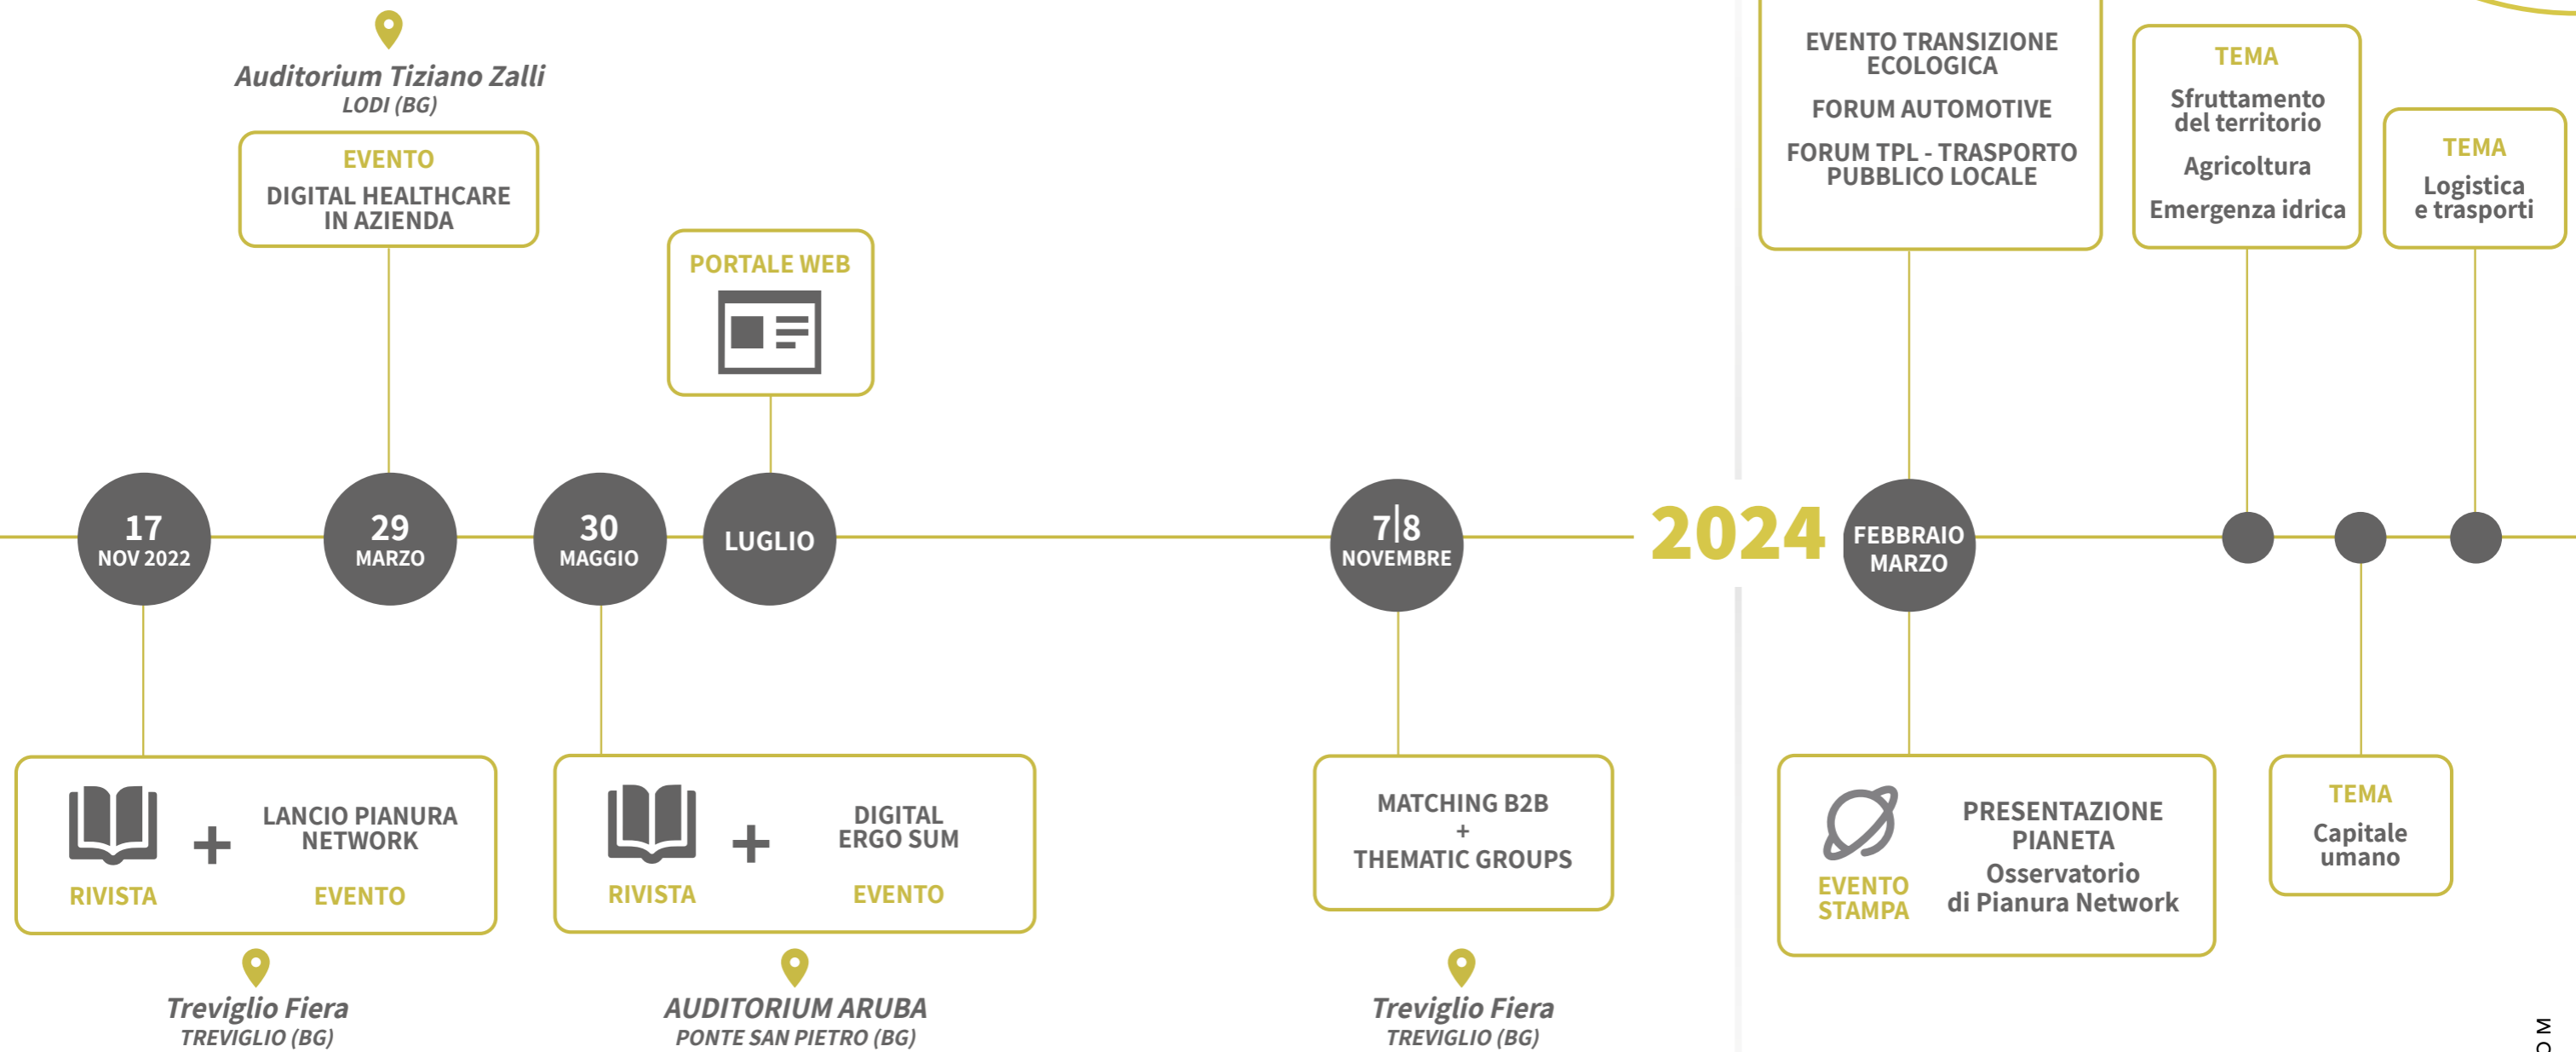 Auditorium Tiziano Zalli
LODI (BG)
EVENTO
DIGITAL HEALTHCARE
IN AZIENDA
PORTALE WEB
EVENTO TRANSIZIONE
ECOLOGICA
FORUM AUTOMOTIVE
FORUM TPL - TRASPORTO
PUBBLICO LOCALE
TEMA
Sfruttamento
del territorio
Agricoltura
Emergenza idrica
TEMA
Logistica
e trasporti
17
NOV 2022
29
MARZO
30
MAGGIO
LUGLIO
7|8
NOVEMBRE
2024
FEBBRAIO
MARZO
RIVISTA
+
LANCIO PIANURA
NETWORK
EVENTO
Treviglio Fiera
TREVIGLIO (BG)
RIVISTA
+
DIGITAL
ERGO SUM
EVENTO
AUDITORIUM ARUBA
PONTE SAN PIETRO (BG)
MATCHING B2B
+
THEMATIC GROUPS
Treviglio Fiera
TREVIGLIO (BG)
EVENTO
STAMPA
PRESENTAZIONE
PIANETA
Osservatorio
di Pianura Network
TEMA
Capitale
umano